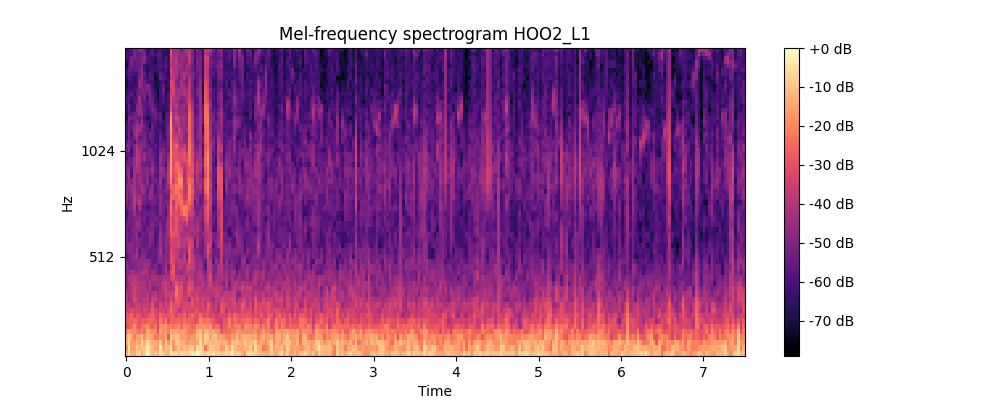 Mel-frequency spectrogram HOO2_L1
Hz
1024
512
0 1 2 3 4 5 6 7
Time
+0 dB
-10 dB
-20 dB
-30 dB
-40 dB
-50 dB
-60 dB
-70 dB